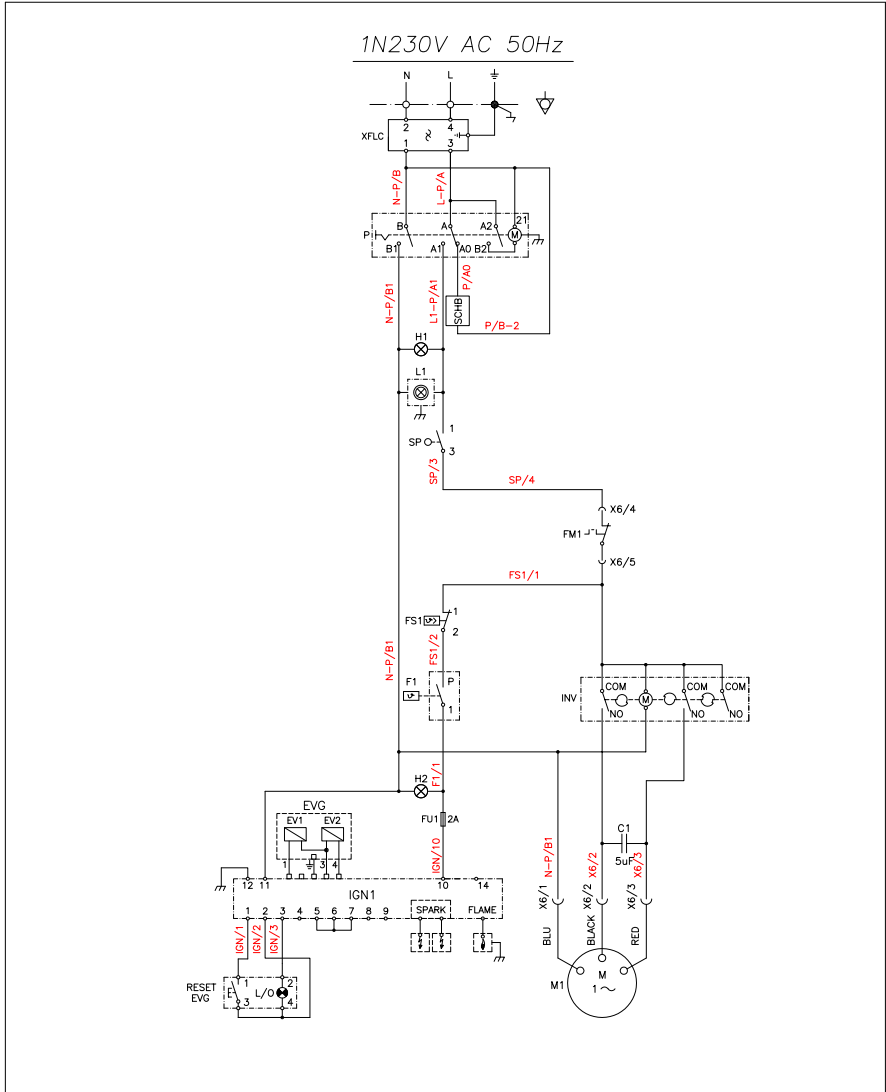 1N230V AC 50Hz
N L
2 4
XFLC
1 3
N-P/B
L-P/A
B A A2 21
P M
B1 A1 A0 B2
P/A0
N-P/B1
L1-P/A1
SCHB
P/B-2
H1
L1
1
SP
3
SP/3
SP/4
X6/4
FM1
X6/5
FS1/1
1
FS1
2
FS1/2
N-P/B1
F1 P
1
COM COM COM
INV M
NO NO NO
F1/1
H2
EVG
EV1 EV2
FU1 2A
C1
5uF
1 3 4
IGN/10
N-P/B1
X6/2
X6/3
12 11 10 14
IGN1
X6/1
X6/2
X6/3
1 2 3 4 5 6 7 8 9 SPARK FLAME
IGN/1
IGN/2
IGN/3
BLU
BLACK
RED
1 2
RESET
EVG
E L/O
3 4
M1
M
1~